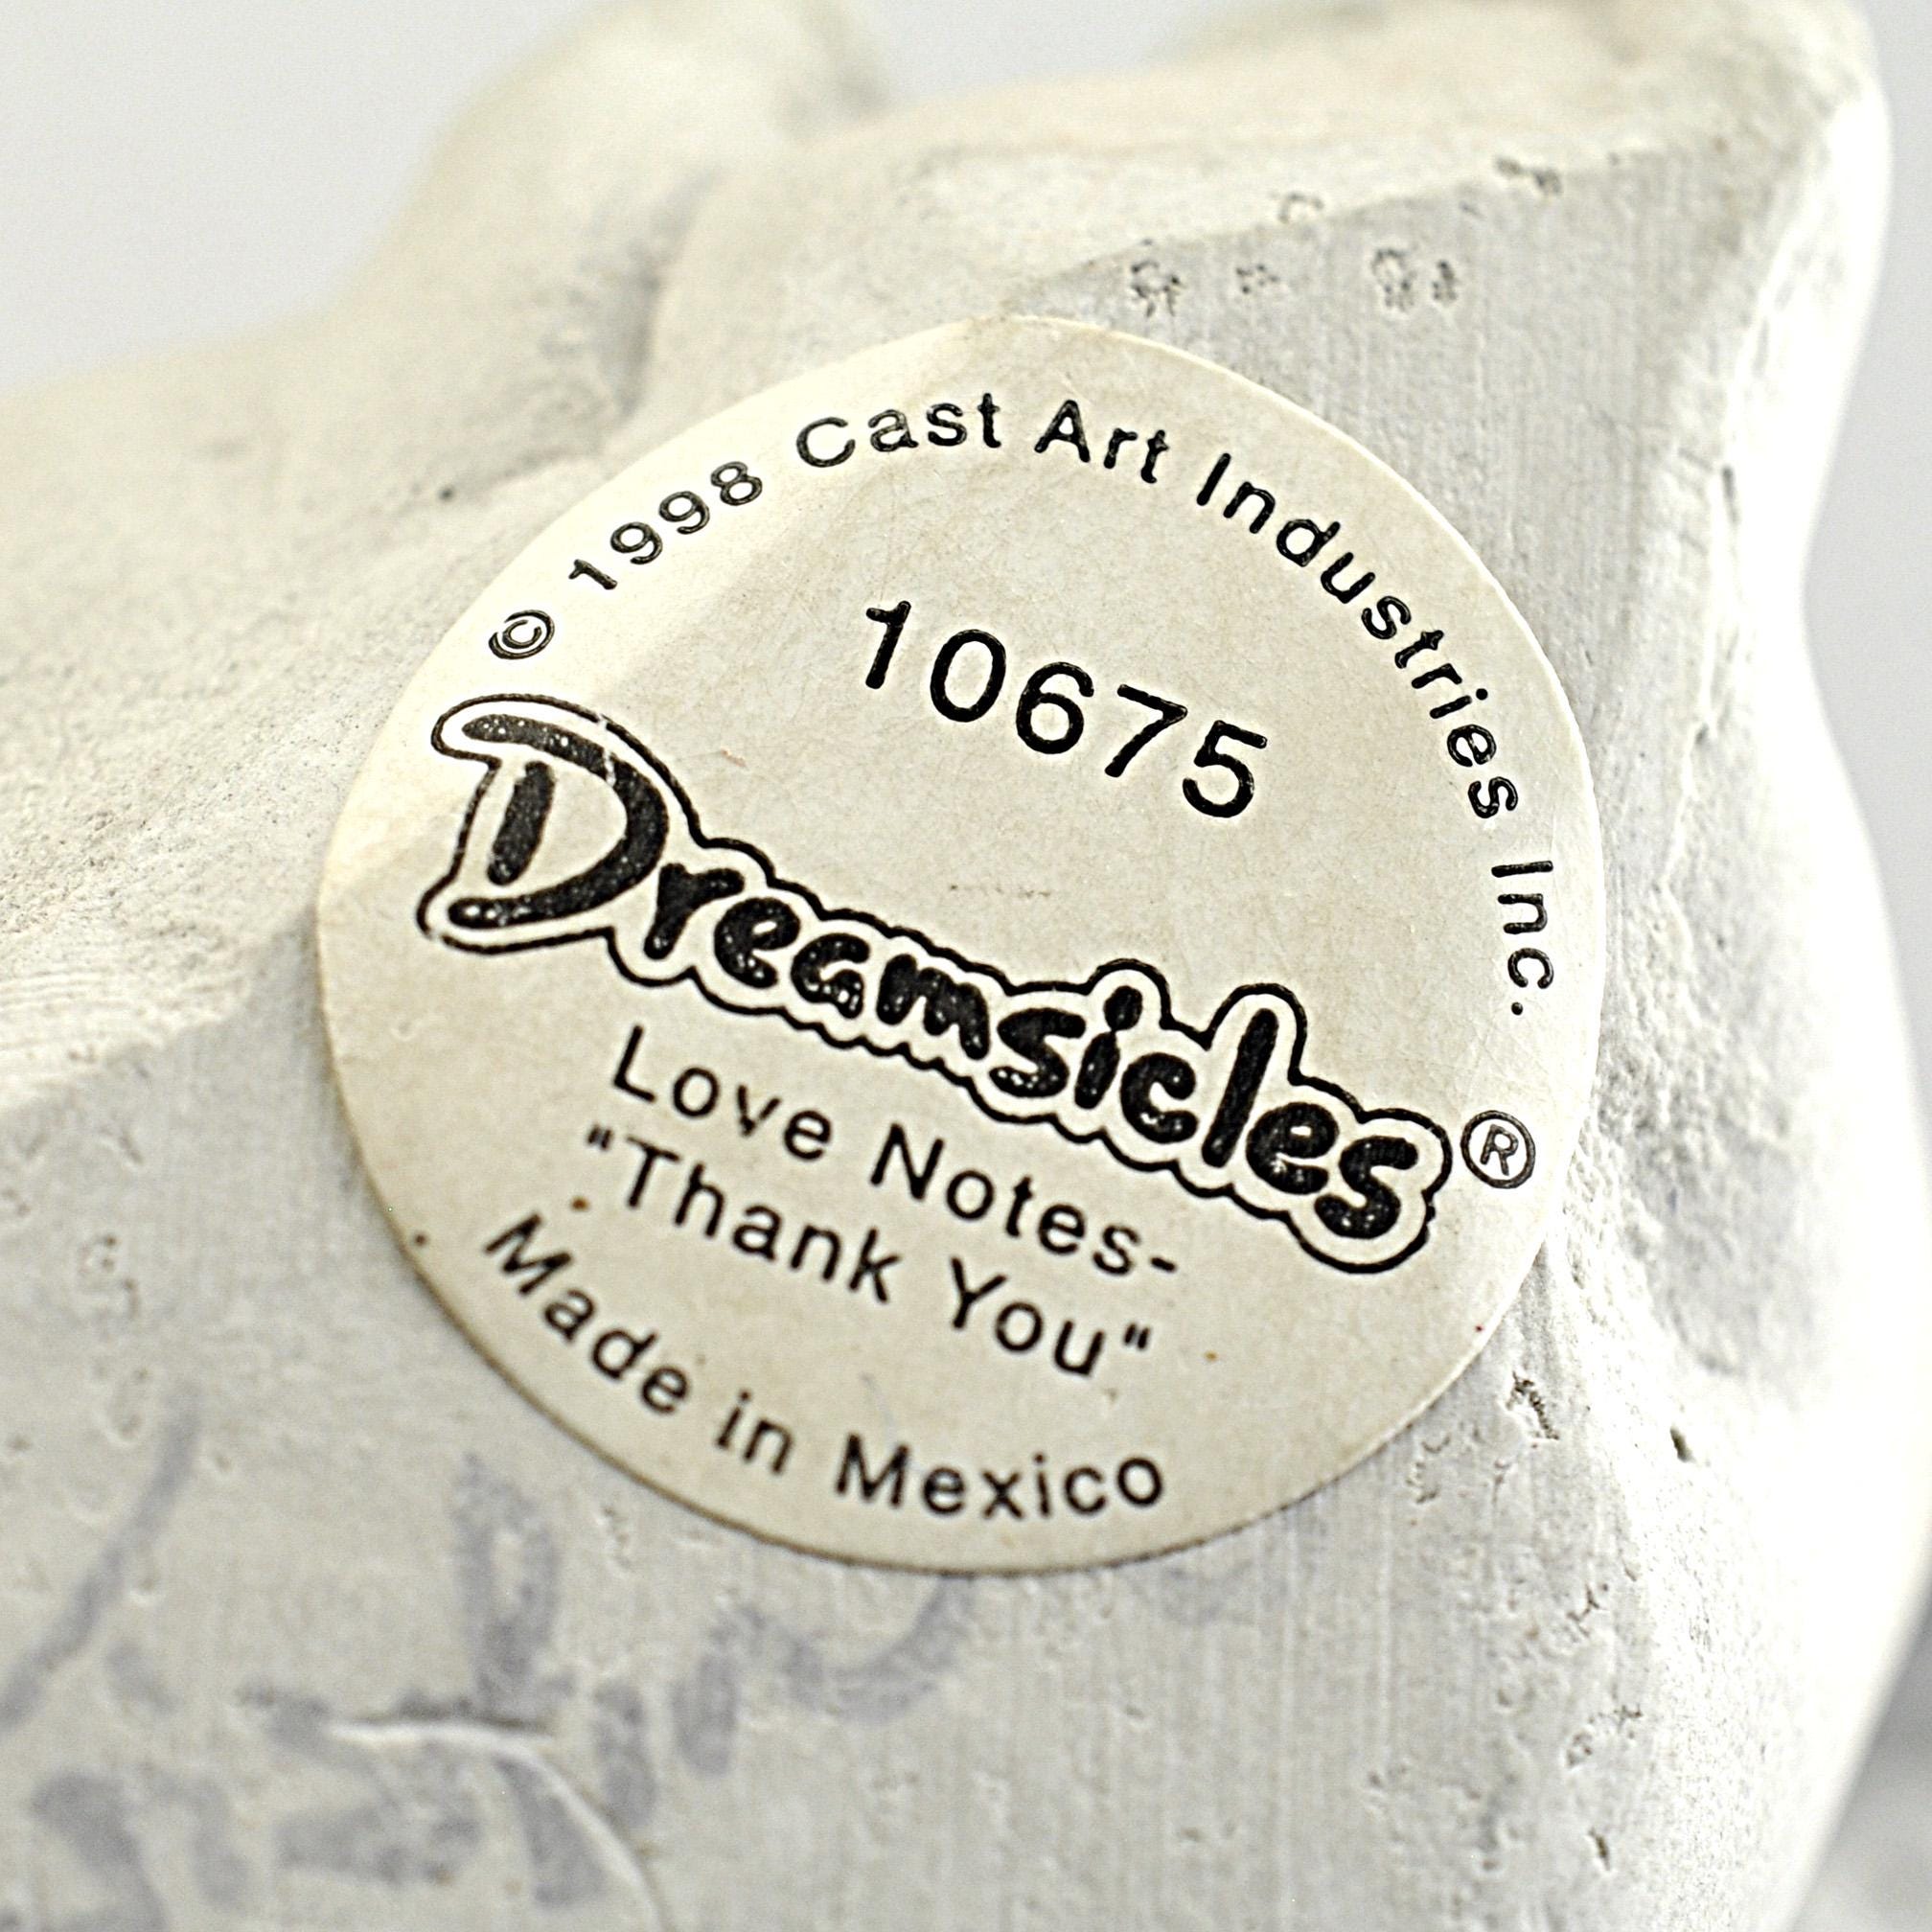 © 1998 Cast Art Industries Inc.
10675
Dreamsicles®
Love Notes-
"Thank You"
Made in Mexico